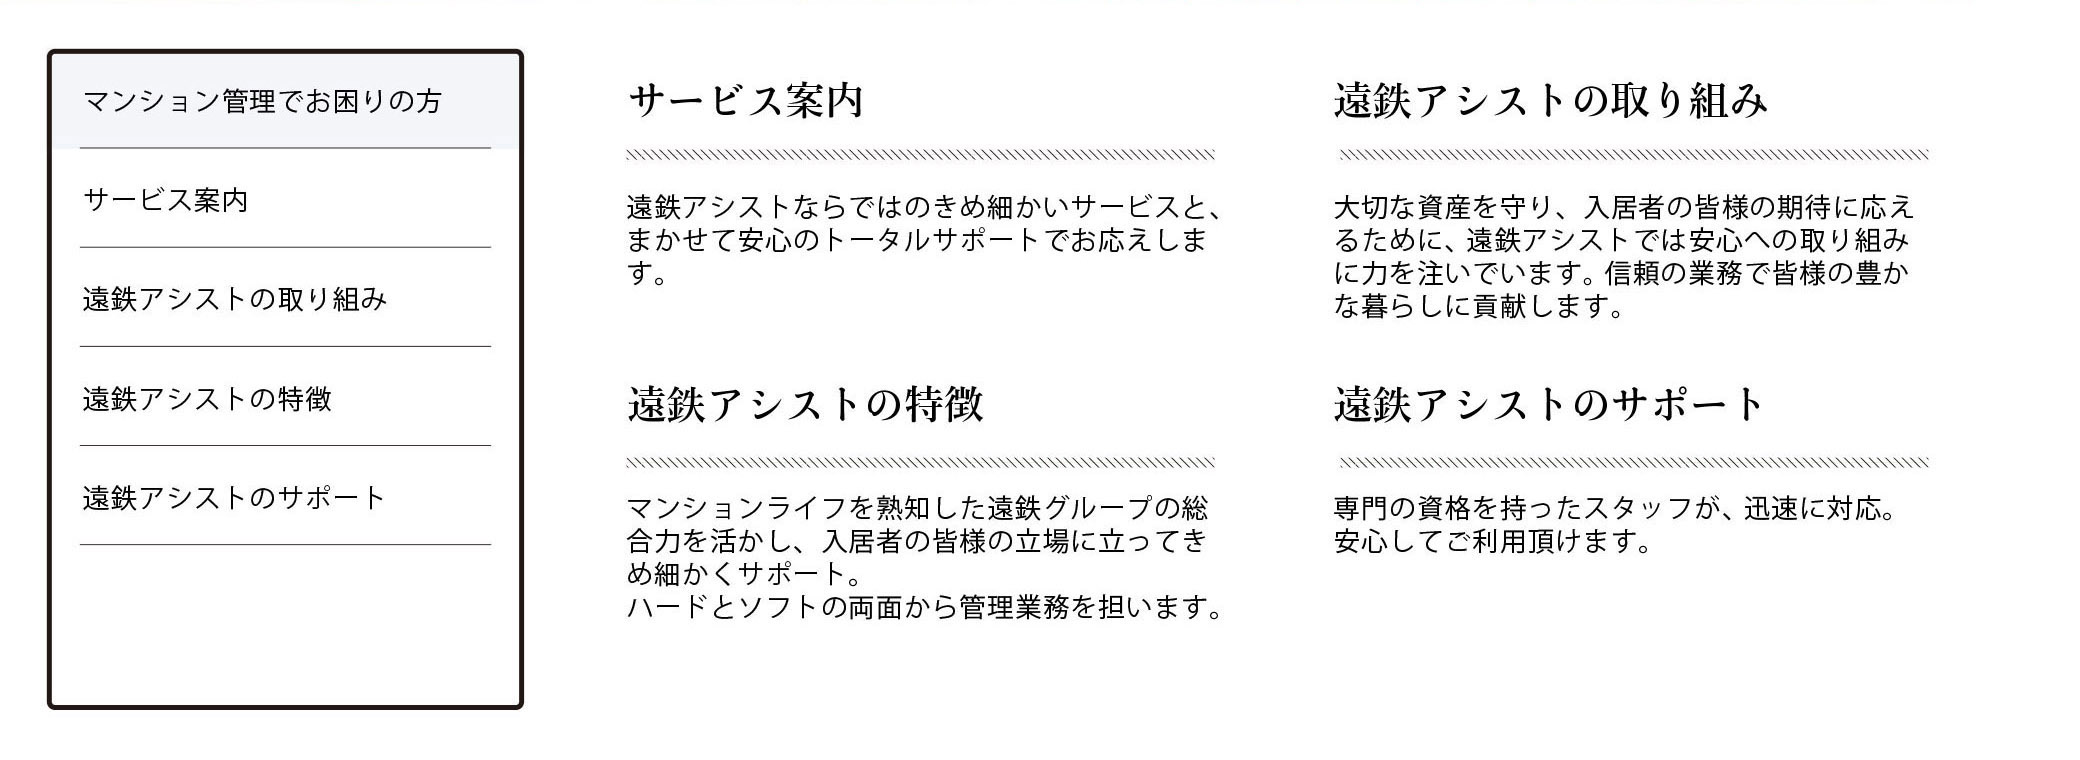 マンション管理でお困りの方
サービス案内
遠鉄アシストの取り組み
遠鉄アシストの特徴
遠鉄アシストのサポート
サービス案内
遠鉄アシストならではのきめ細かいサービスと、
まかせて安心のトータルサポートでお応えしま
す。
遠鉄アシストの取り組み
大切な資産を守り、入居者の皆様の期待に応え
るために、遠鉄アシストでは安心への取り組み
に力を注いでいます。信頼の業務で皆様の豊か
な暮らしに貢献します。
遠鉄アシストの特徴
マンションライフを熟知した遠鉄グループの総
合力を活かし、入居者の皆様の立場に立ってき
め細かくサポート。
ハードとソフトの両面から管理業務を担います。
遠鉄アシストのサポート
専門の資格を持ったスタッフが、迅速に対応。
安心してご利用頂けます。